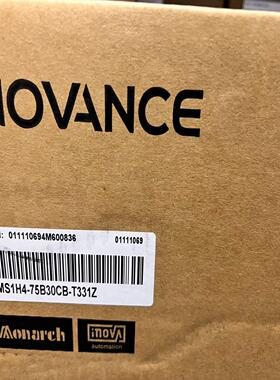 NOVANCE
: 011110694M600836 01111069
MS1H4-75B30CB-T331Z
Monarch inovA
automation